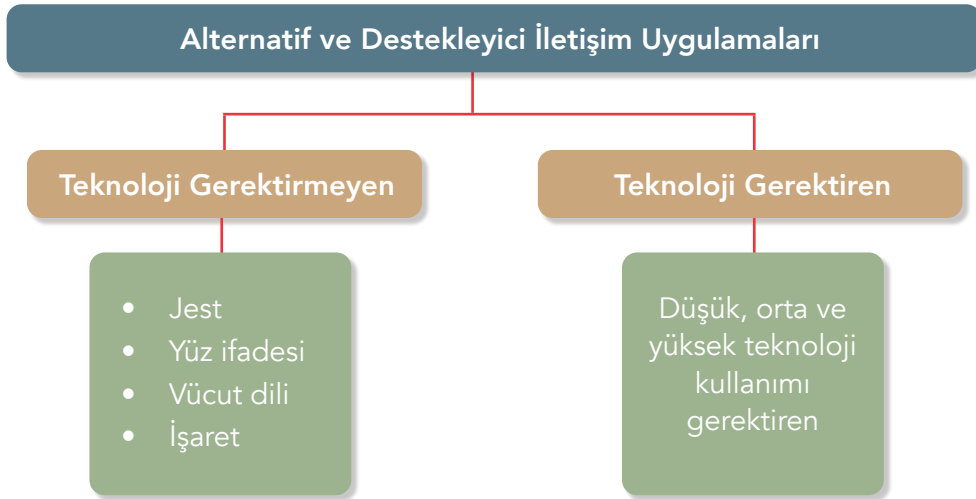 Alternatif ve Destekleyici İletişim Uygulamaları
Teknoloji Gerektirmeyen
Teknoloji Gerektiren
• Jest
• Yüz ifadesi
• Vücut dili
• İşaret
Düşük, orta ve
yüksek teknoloji
kullanımı
gerektiren